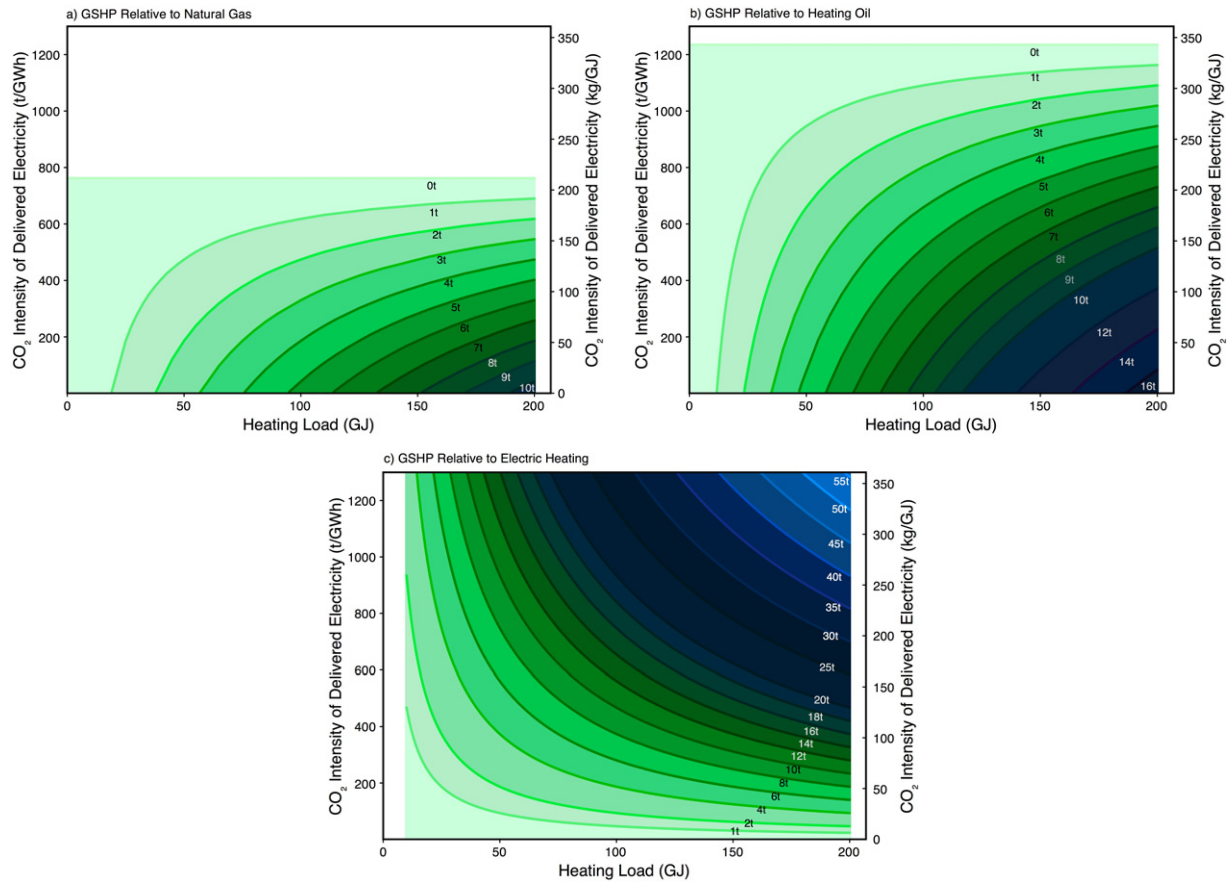 a) GSHP Relative to Natural Gas
CO2 Intensity of Delivered Electricity (t/GWh)
1200
1000
800
600
400
200
0t
1t
2t
3t
4t
5t
6t
7t
8t
9t
10t
350
300
250
200
150
100
50
0
CO2 Intensity of Delivered Electricity (kg/GJ)
0 50 100 150 200
Heating Load (GJ)
b) GSHP Relative to Heating Oil
CO2 Intensity of Delivered Electricity (t/GWh)
1200
1000
800
600
400
200
0t
1t
2t
3t
4t
5t
6t
7t
8t
9t
10t
12t
14t
16t
350
300
250
200
150
100
50
0
CO2 Intensity of Delivered Electricity (kg/GJ)
0 50 100 150 200
Heating Load (GJ)
c) GSHP Relative to Electric Heating
CO2 Intensity of Delivered Electricity (t/GWh)
1200
1000
800
600
400
200
55t
50t
45t
40t
35t
30t
25t
20t
18t
16t
14t
12t
10t
8t
6t
4t
2t
1t
350
300
250
200
150
100
50
0
CO2 Intensity of Delivered Electricity (kg/GJ)
0 50 100 150 200
Heating Load (GJ)